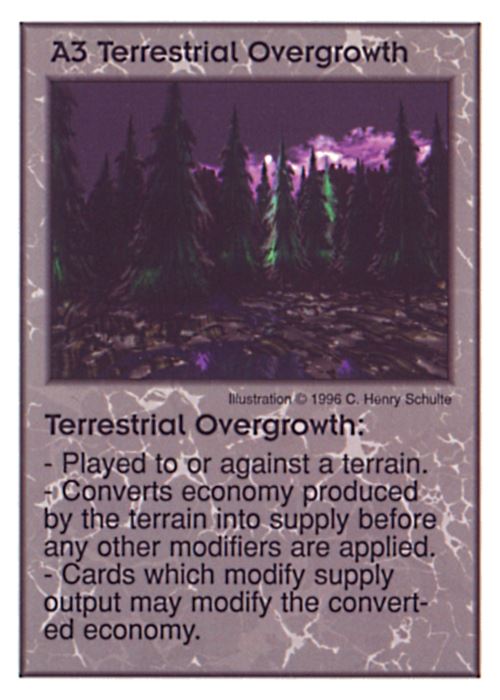 A3 Terrestrial Overgrowth
Illustration © 1996 C. Henry Schulte
Terrestrial Overgrowth:
- Played to or against a terrain.
- Converts economy produced
by the terrain into supply before
any other modifiers are applied.
- Cards which modify supply
output may modify the convert-
ed economy.